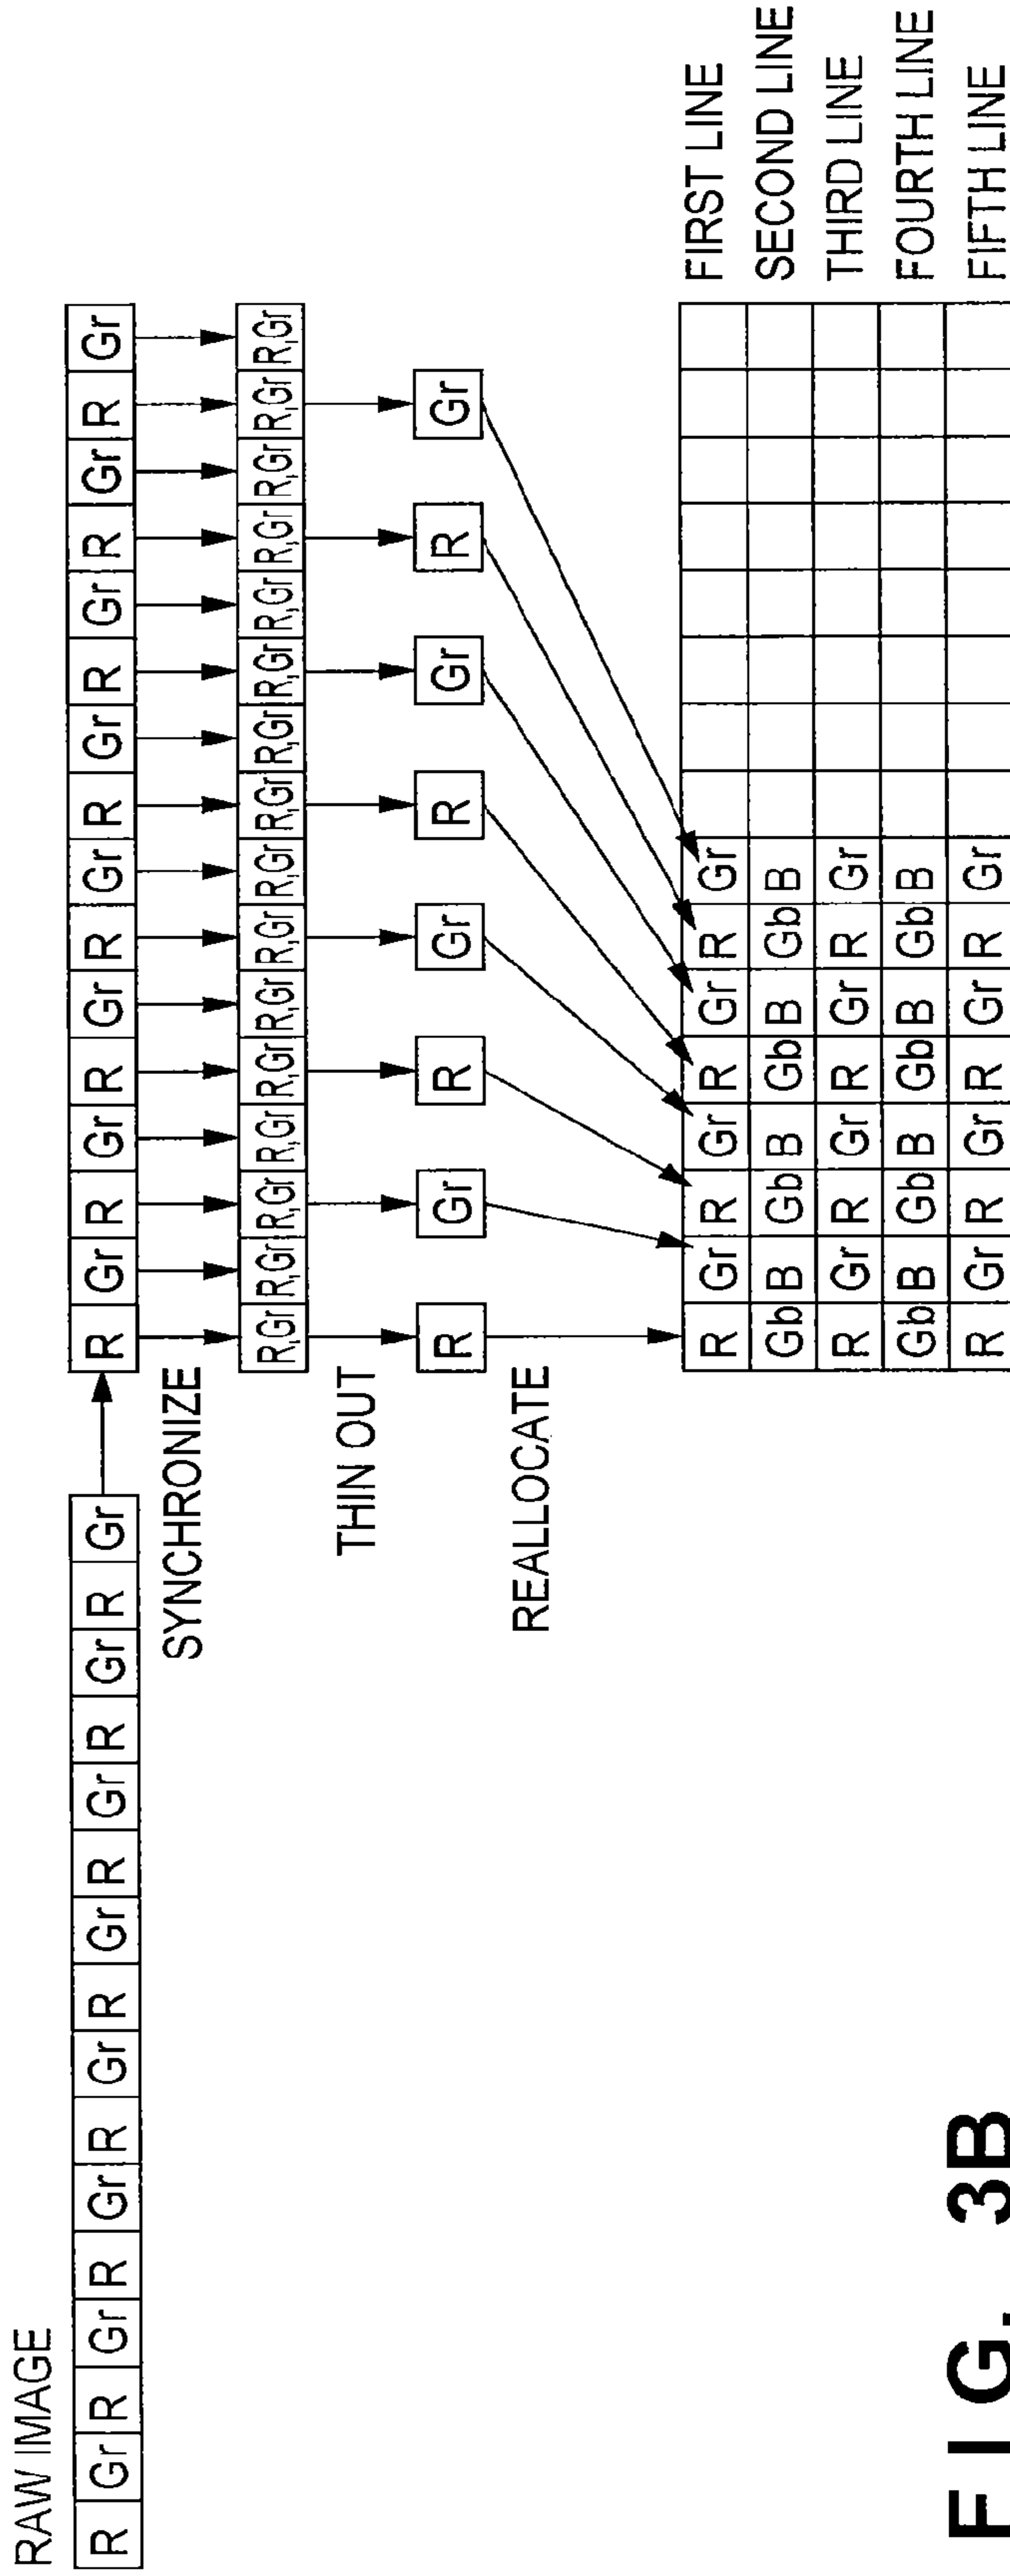 RAW IMAGE
R Gr R Gr R Gr R Gr R Gr R Gr R Gr R Gr
R Gr R Gr R Gr R Gr R Gr R Gr R Gr R Gr
SYNCHRONIZE
R,Gr R,Gr R,Gr R,Gr R,Gr R,Gr R,Gr R,Gr R,Gr R,Gr R,Gr R,Gr R,Gr R,Gr R,Gr R,Gr
THIN OUT
R Gr R Gr R Gr R Gr
REALLOCATE
R Gr R Gr R Gr R Gr FIRST LINE
Gb B Gb B Gb B Gb B SECOND LINE
R Gr R Gr R Gr R Gr THIRD LINE
Gb B Gb B Gb B Gb B FOURTH LINE
R Gr R Gr R Gr R Gr FIFTH LINE
FIG. 3B